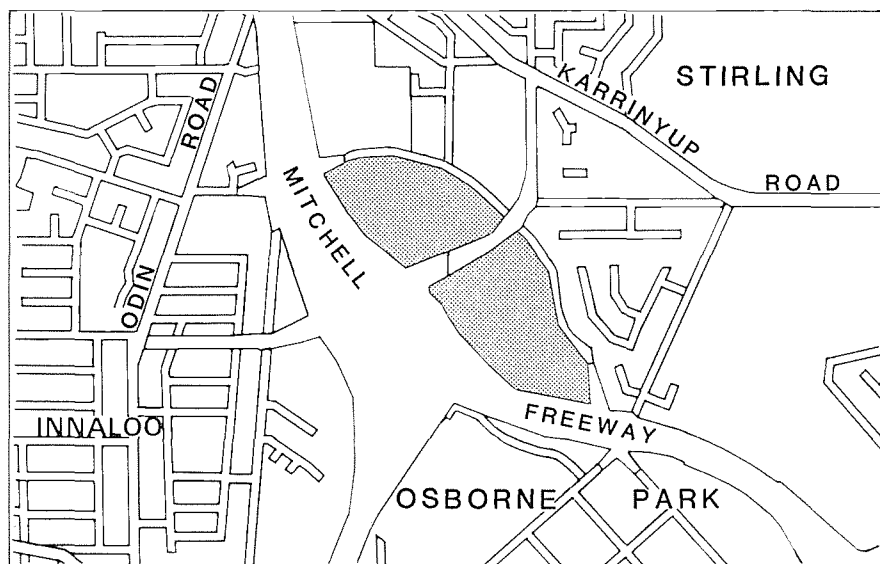 STIRLING
KARRINYUP
ROAD
ROAD
MITCHELL
ODIN
INNALOO
FREEWAY
OSBORNE PARK